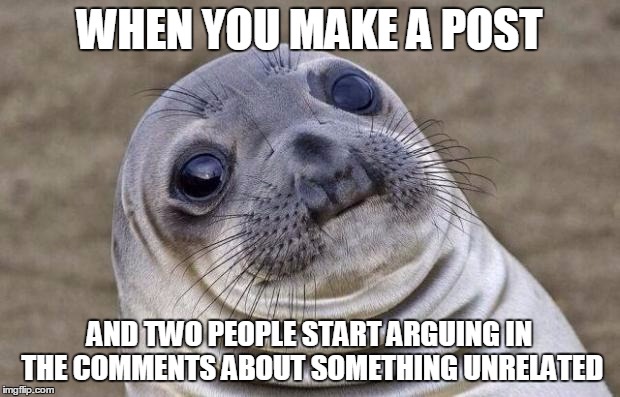 WHEN YOU MAKE A POST
AND TWO PEOPLE START ARGUING IN
THE COMMENTS ABOUT SOMETHING UNRELATED
imgflip.com